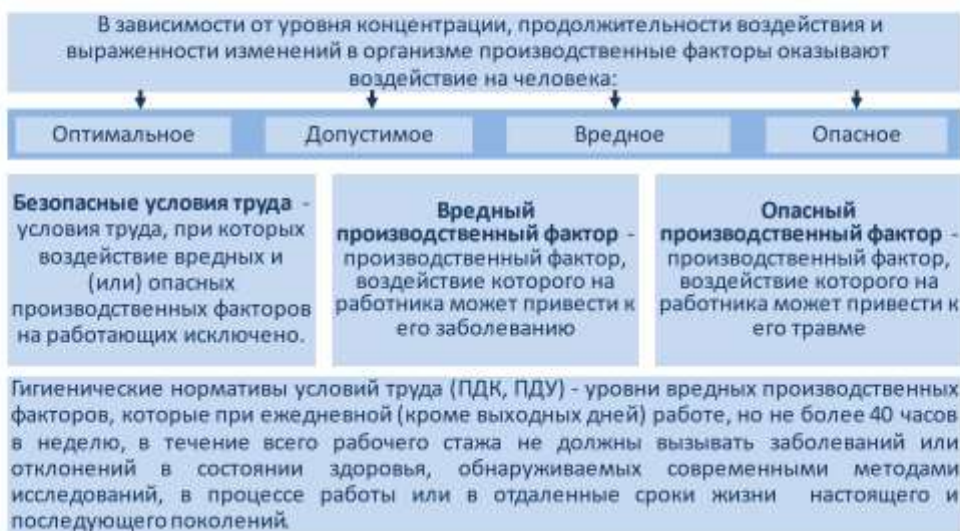 В зависимости от уровня концентрации, продолжительности воздействия и
выраженности изменений в организме производственные факторы оказывают
воздействие на человека:
Оптимальное
Допустимое
Вредное
Опасное
Безопасные условия труда -
условия труда, при которых
воздействие вредных и
(или) опасных
производственных факторов
на работающих исключено.
Вредный
производственный фактор -
производственный фактор,
воздействие которого на
работника может привести к
его заболеванию
Опасный
производственный фактор -
производственный фактор,
воздействие которого на
работника может привести к
его травме
Гигиенические нормативы условий труда (ПДК, ПДУ) - уровни вредных производственных
факторов, которые при ежедневной (кроме выходных дней) работе, но не более 40 часов
в неделю, в течение всего рабочего стажа не должны вызывать заболеваний или
отклонений в состоянии здоровья, обнаруживаемых современными методами
исследований, в процессе работы или в отдаленные сроки жизни настоящего и
последующего поколений.